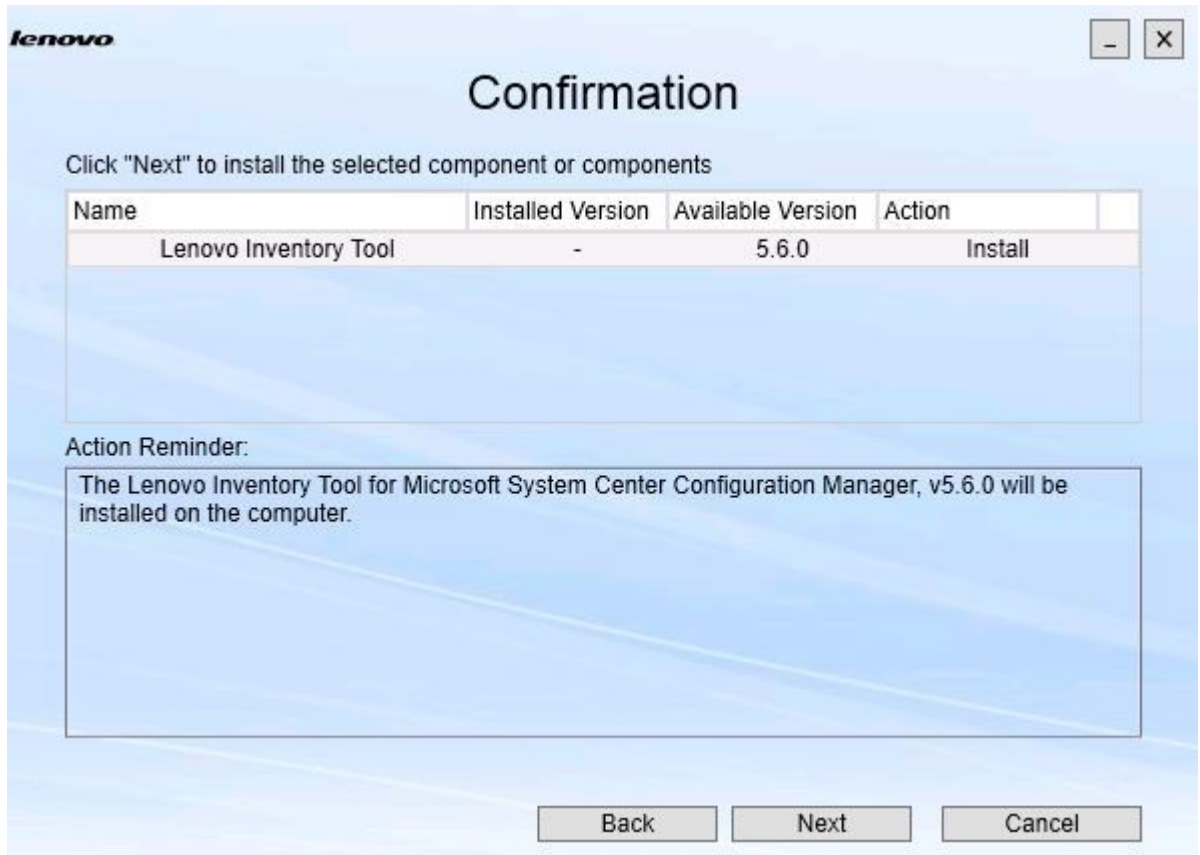 lenovo
Confirmation
Click "Next" to install the selected component or components
Name Installed Version Available Version Action
Lenovo Inventory Tool - 5.6.0 Install
Action Reminder:
The Lenovo Inventory Tool for Microsoft System Center Configuration Manager, v5.6.0 will be
installed on the computer.
Back Next Cancel